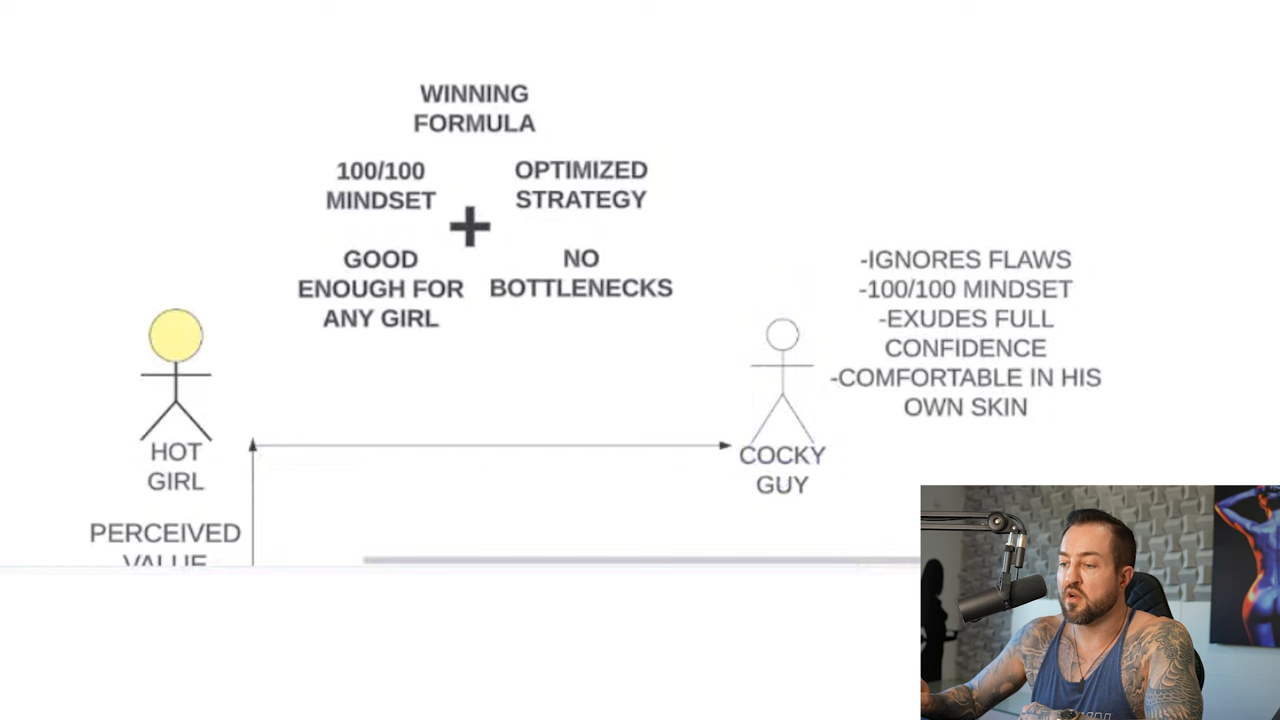 WINNING
FORMULA
100/100
MINDSET
+
OPTIMIZED
STRATEGY
GOOD
ENOUGH FOR
ANY GIRL
NO
BOTTLENECKS
-IGNORES FLAWS
-100/100 MINDSET
-EXUDES FULL
CONFIDENCE
-COMFORTABLE IN HIS
OWN SKIN
HOT
GIRL
COCKY
GUY
PERCEIVED
VALUE